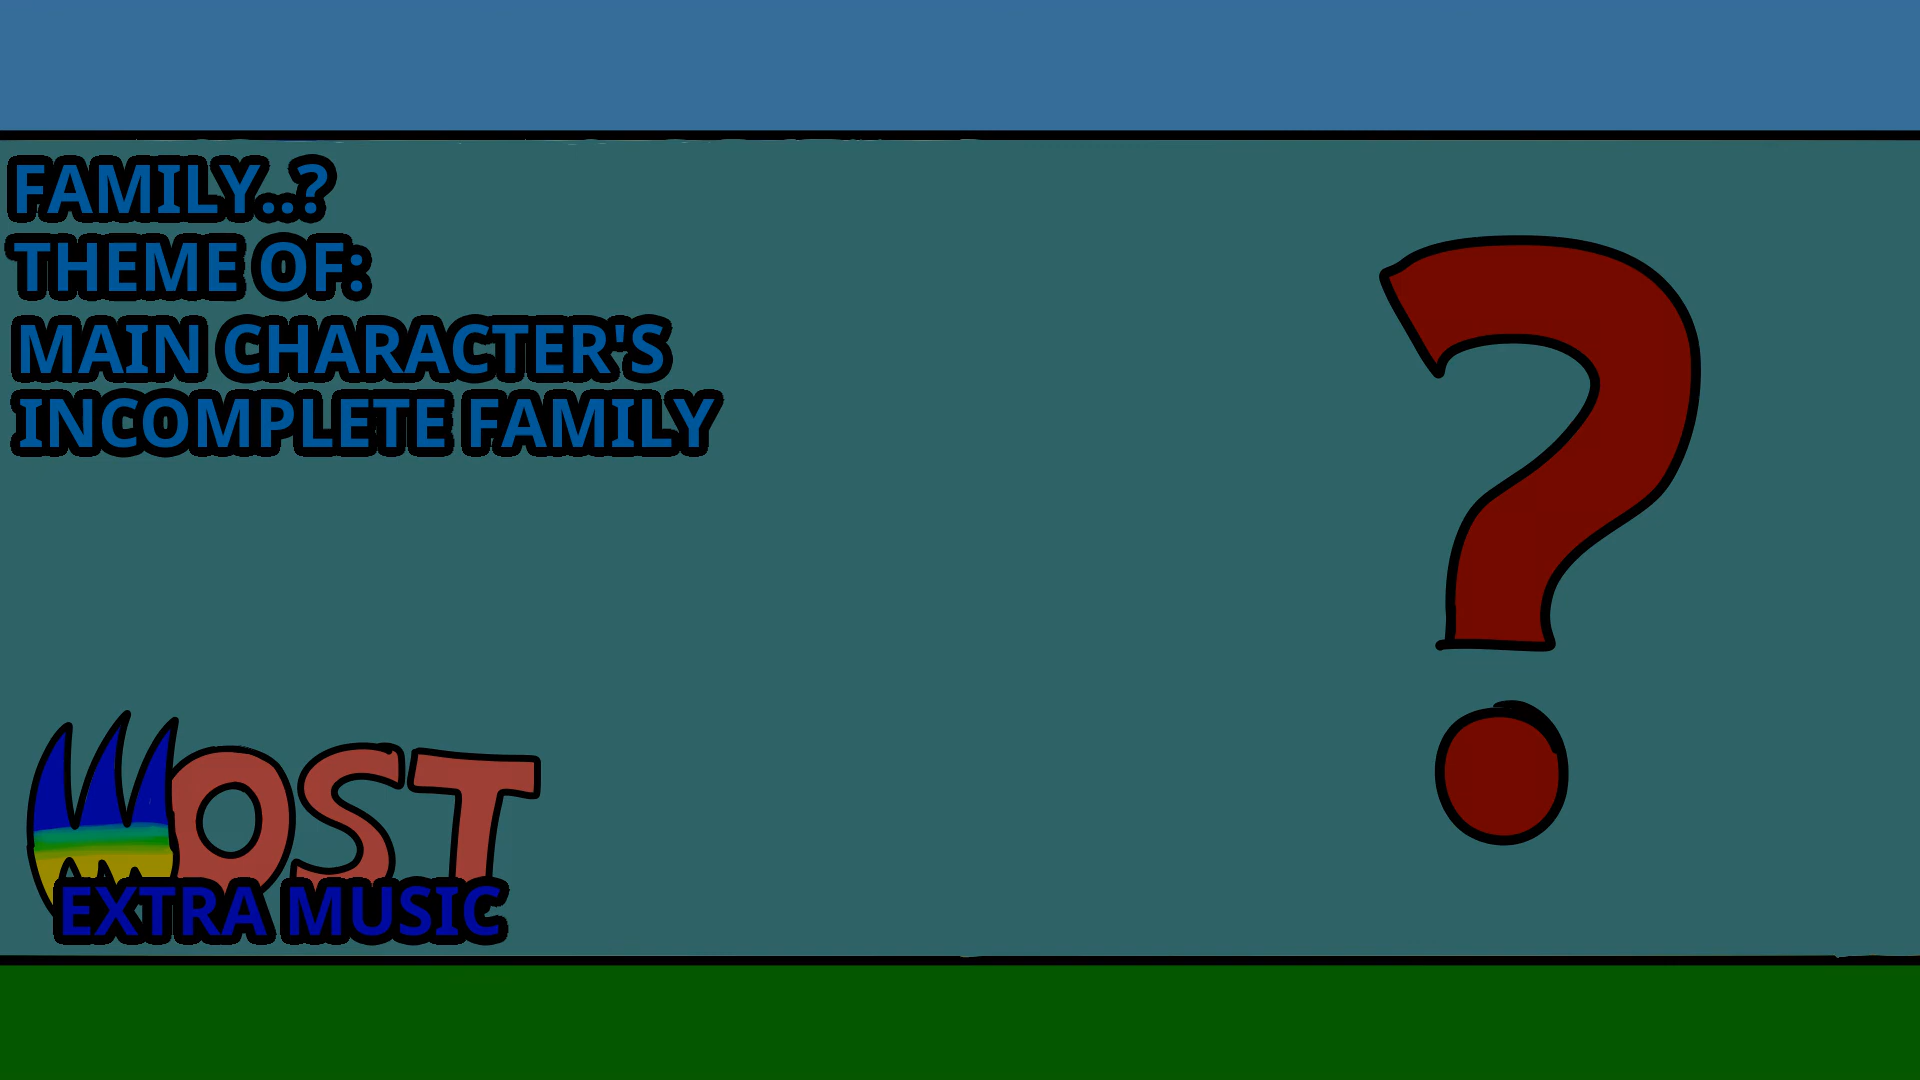 FAMILY..?
THEME OF:
MAIN CHARACTER'S
INCOMPLETE FAMILY
?
OST
EXTRA MUSIC